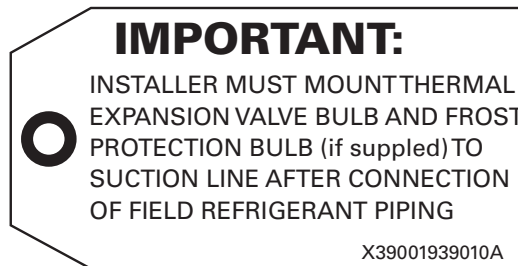 IMPORTANT:
INSTALLER MUST MOUNT THERMAL
EXPANSION VALVE BULB AND FROST
PROTECTION BULB (if suppled) TO
SUCTION LINE AFTER CONNECTION
OF FIELD REFRIGERANT PIPING
X39001939010A